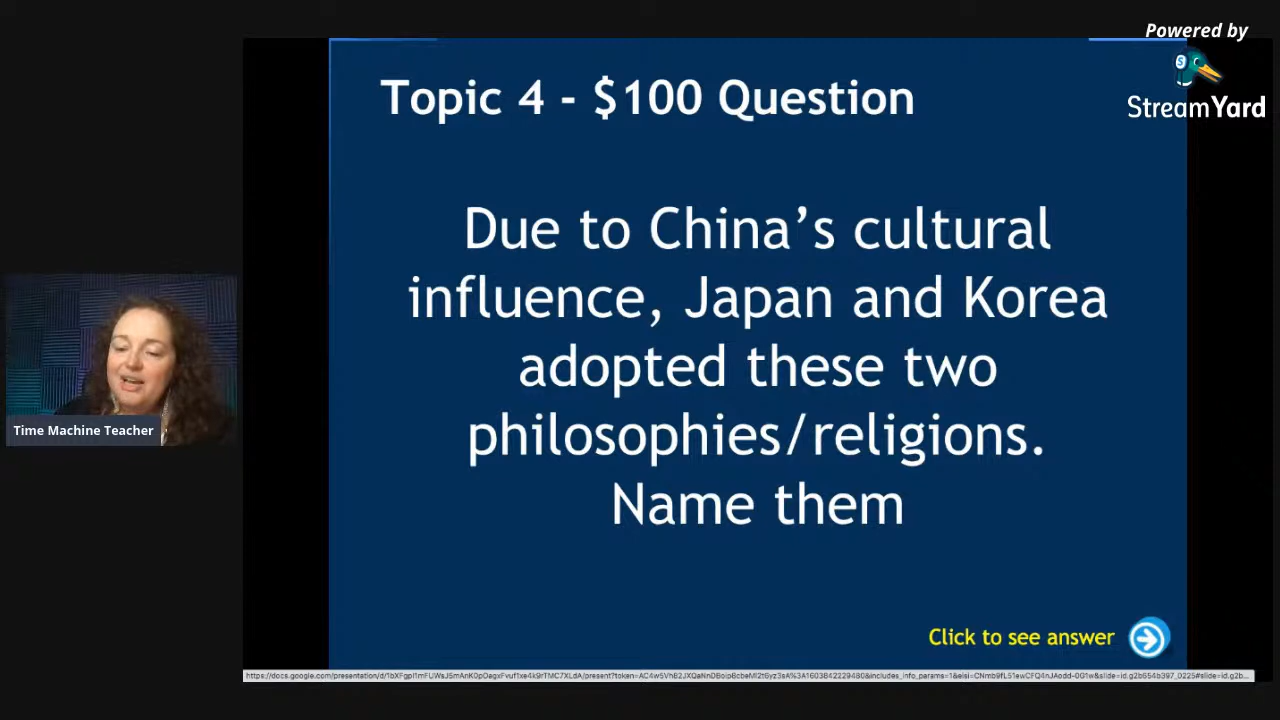 Powered by
StreamYard
Topic 4 - $100 Question
Due to China’s cultural
influence, Japan and Korea
adopted these two
philosophies/religions.
Name them
Time Machine Teacher
Click to see answer